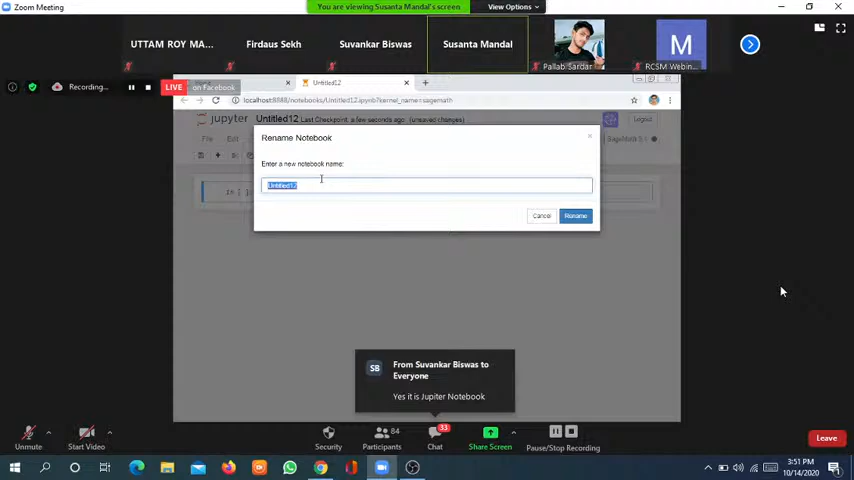 Zoom Meeting
You are viewing Susanta Mandal's screen
View Options
UTTAM ROY MA...
Firdaus Sekh
Suvankar Biswas
Susanta Mandal
Pallab Sardar
M
RCSM Webin...
Recording...
LIVE on Facebook
Untitled12
localhost:8888/notebooks/Untitled12.ipynb?kernel_name=sagemath
jupyter Untitled12 Last Checkpoint: a few seconds ago (unsaved changes)
Logout
File Edit
SageMath
Rename Notebook
Enter a new notebook name:
Untitled12
Cancel Rename
In [ ]:
SB
From Suvankar Biswas to
Everyone
Yes it is Jupiter Notebook
84
33
Unmute
Start Video
Security
Participants
Chat
Share Screen
Pause/Stop Recording
Leave
3:51 PM
10/14/2020